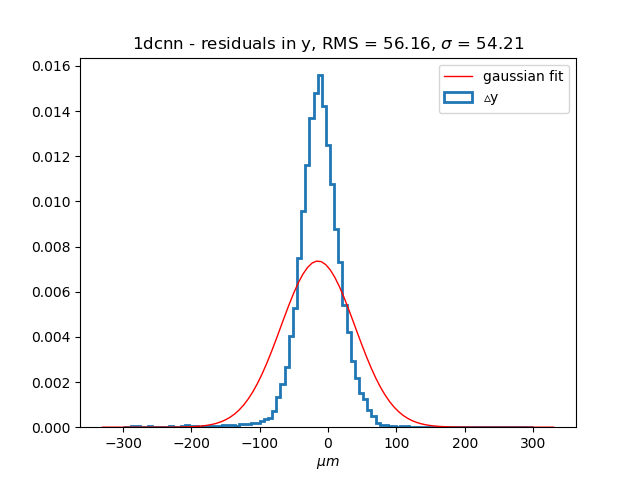 1dcnn - residuals in y, RMS = 56.16, σ = 54.21
gaussian fit
▵y
0.016
0.014
0.012
0.010
0.008
0.006
0.004
0.002
0.000
−300 −200 −100 0 100 200 300
μm